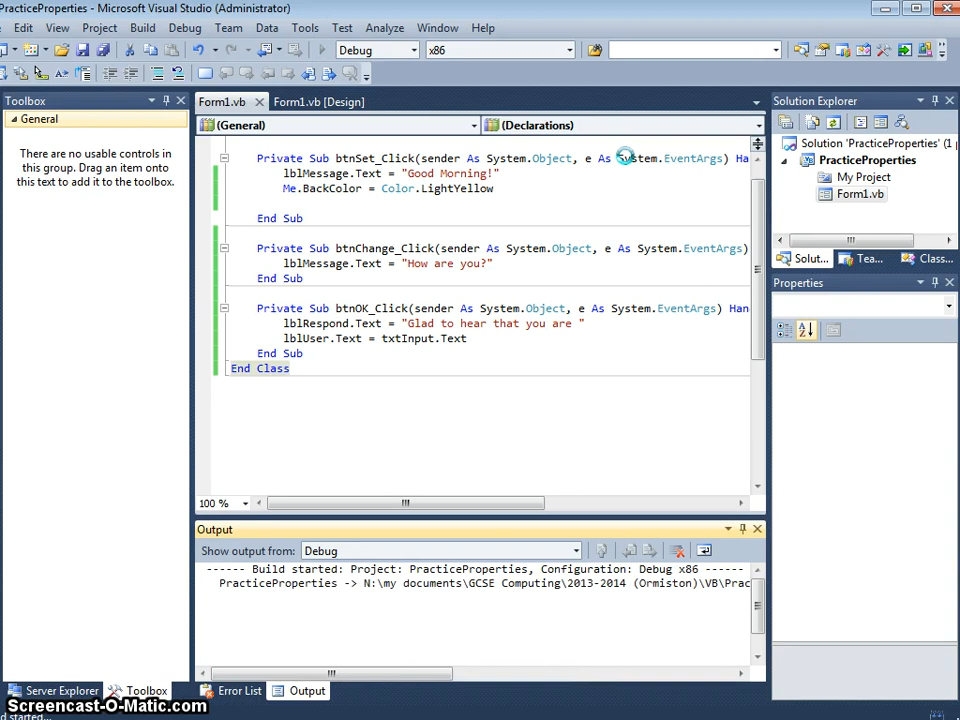 PracticeProperties - Microsoft Visual Studio (Administrator)
Edit View Project Build Debug Team Data Tools Test Analyze Window Help
Debug x86
Toolbox
General
There are no usable controls in
this group. Drag an item onto
this text to add it to the toolbox.
Form1.vb Form1.vb [Design]
(General) (Declarations)
Private Sub btnSet_Click(sender As System.Object, e As System.EventArgs) Han
lblMessage.Text = "Good Morning!"
Me.BackColor = Color.LightYellow
End Sub
Private Sub btnChange_Click(sender As System.Object, e As System.EventArgs)
lblMessage.Text = "How are you?"
End Sub
Private Sub btnOK_Click(sender As System.Object, e As System.EventArgs) Han
lblRespond.Text = "Glad to hear that you are "
lblUser.Text = txtInput.Text
End Sub
End Class
100 %
Output
Show output from: Debug
------ Build started: Project: PracticeProperties, Configuration: Debug x86 ------
PracticeProperties -> N:\my documents\GCSE Computing\2013-2014 (Ormiston)\VB\Prac
Solution Explorer
Solution 'PracticeProperties' (1 p
PracticeProperties
My Project
Form1.vb
Solut... Tea... Class...
Properties
Server Explorer Toolbox Error List Output
Screencast-O-Matic.com